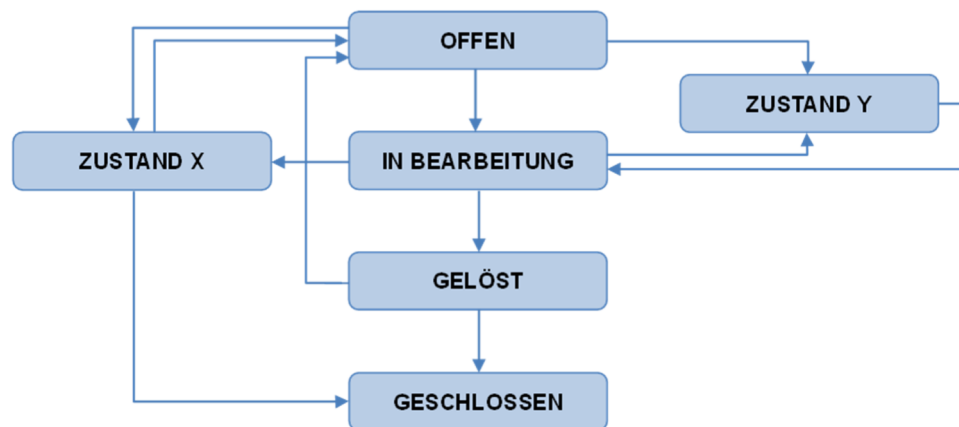 OFFEN
ZUSTAND Y
ZUSTAND X
IN BEARBEITUNG
GELÖST
GESCHLOSSEN